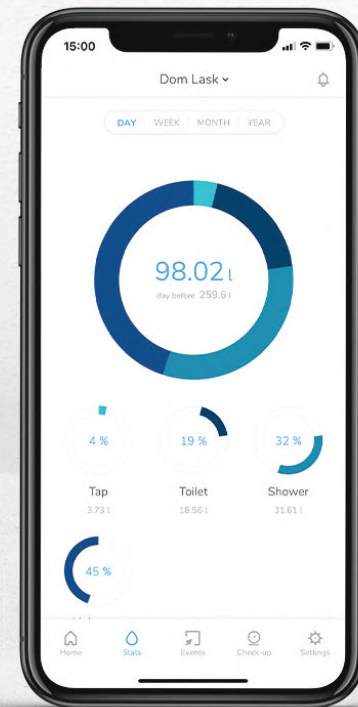 15:00
Dom Lask
DAY WEEK MONTH YEAR
98.02 l
day before 259.6 l
4 %
19 %
32 %
Tap
Toilet
Shower
3.73 l
18.56 l
31.61 l
45 %
Home
Stats
Events
Check-up
Settings